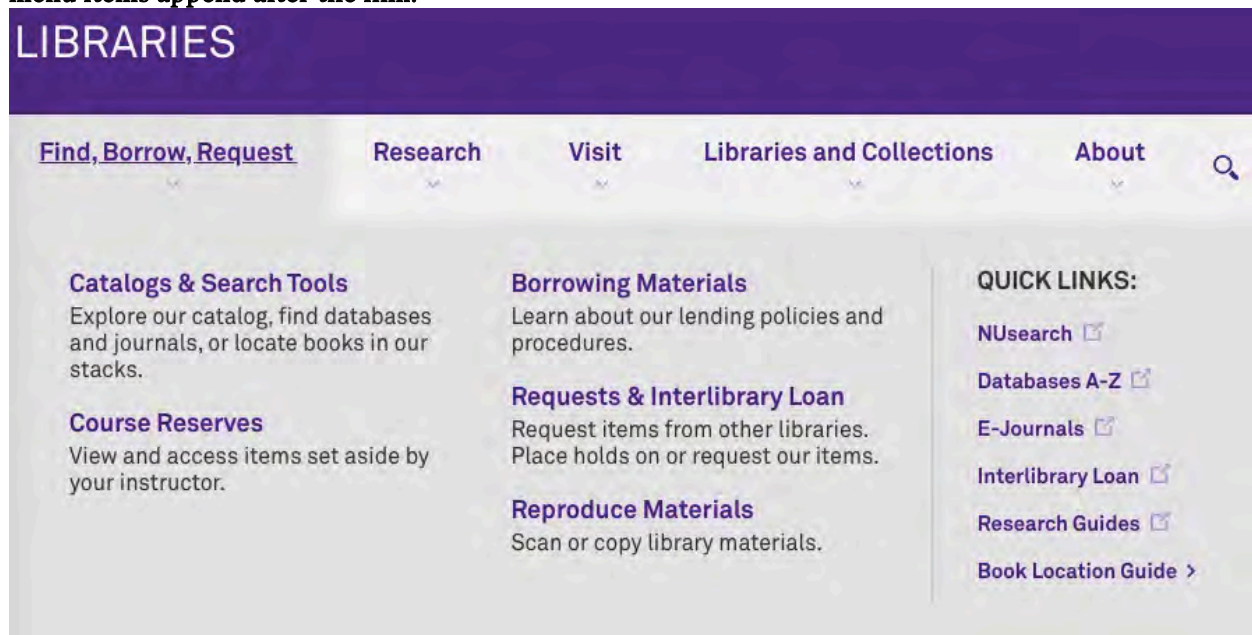 LIBRARIES
Find, Borrow, Request
Research
Visit
Libraries and Collections
About
Catalogs & Search Tools
Explore our catalog, find databases
and journals, or locate books in our
stacks.
Course Reserves
View and access items set aside by
your instructor.
Borrowing Materials
Learn about our lending policies and
procedures.
Requests & Interlibrary Loan
Request items from other libraries.
Place holds on or request our items.
Reproduce Materials
Scan or copy library materials.
QUICK LINKS:
NUsearch
Databases A-Z
E-Journals
Interlibrary Loan
Research Guides
Book Location Guide >